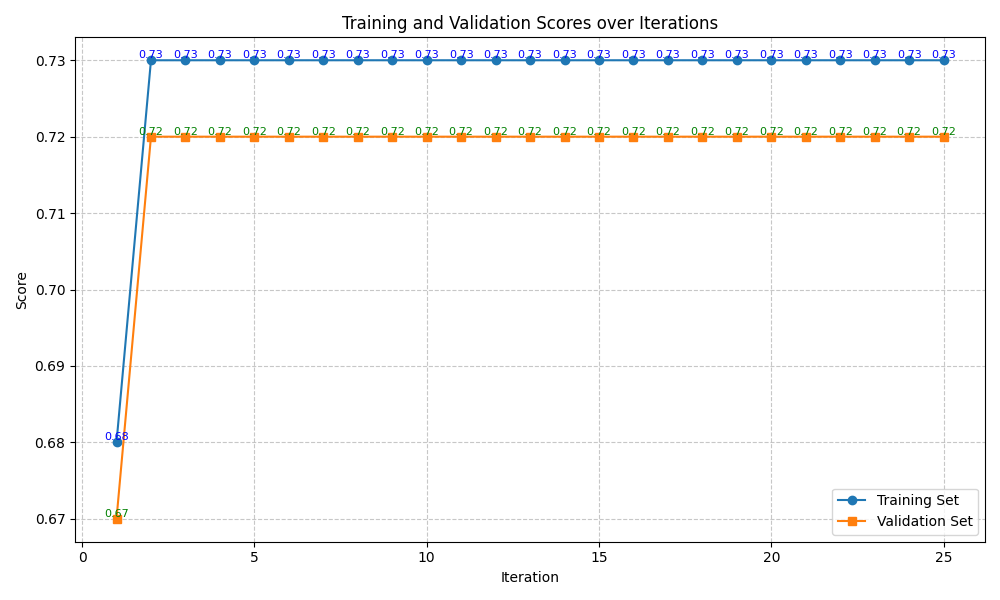 Training and Validation Scores over Iterations
0.73 0.73 0.73 0.73 0.73 0.73 0.73 0.73 0.73 0.73 0.73 0.73 0.73 0.73 0.73 0.73 0.73 0.73 0.73 0.73 0.73 0.73 0.73 0.73
0.73
0.72 0.72 0.72 0.72 0.72 0.72 0.72 0.72 0.72 0.72 0.72 0.72 0.72 0.72 0.72 0.72 0.72 0.72 0.72 0.72 0.72 0.72 0.72 0.72
0.72
0.71
0.70
Score
0.69
0.68
0.68
0.67
0.67
Training Set
Validation Set
0 5 10 15 20 25
Iteration